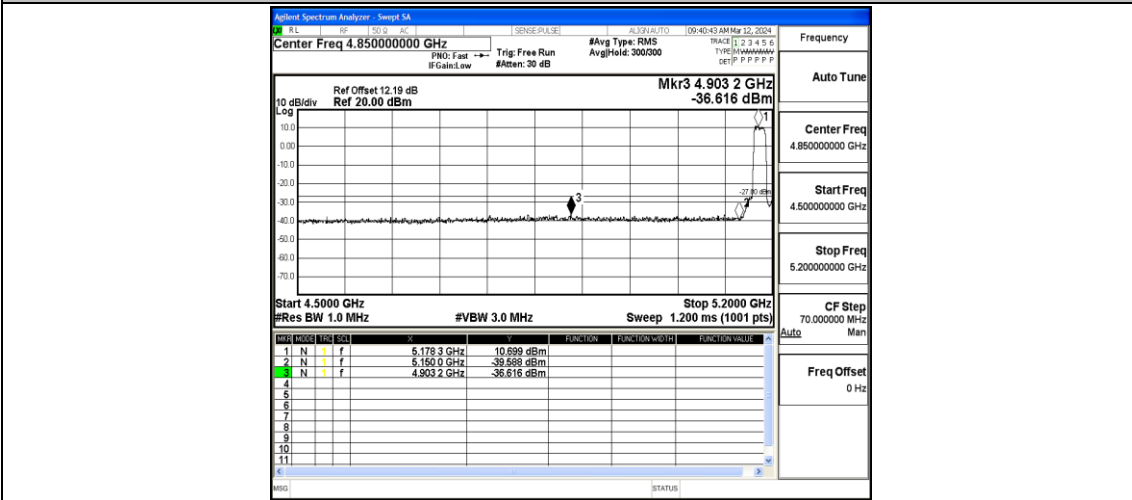 Agilent Spectrum Analyzer - Swept SA
RL RF 50 Ω AC SENSE:PULSE ALIGN AUTO 09:40:43 AM Mar 12, 2024
Center Freq 4.850000000 GHz
PNO: Fast
IFGain:Low
Trig: Free Run
#Atten: 30 dB
#Avg Type: RMS
Avg|Hold: 300/300
TRACE 1 2 3 4 5 6
TYPE M
DET P P P P P P
Frequency
Auto Tune
Center Freq
4.850000000 GHz
Start Freq
4.500000000 GHz
Stop Freq
5.200000000 GHz
CF Step
70.000000 MHz
Auto Man
Freq Offset
0 Hz
Mkr3 4.903 2 GHz
-36.616 dBm
Ref Offset 12.19 dB
10 dB/div Ref 20.00 dBm
Log
10.0
0.00
-10.0
-20.0
-30.0
-40.0
-50.0
-60.0
-70.0
1
3
-27.00 dBm
Start 4.5000 GHz Stop 5.2000 GHz
#Res BW 1.0 MHz #VBW 3.0 MHz Sweep 1.200 ms (1001 pts)
MKR MODE TRC SCL X Y FUNCTION FUNCTION WIDTH FUNCTION VALUE
1 N 1 f 5.178 3 GHz 10.699 dBm
2 N 1 f 5.150 0 GHz -39.588 dBm
3 N 1 f 4.903 2 GHz -36.616 dBm
4
5
6
7
8
9
10
11
MSG STATUS